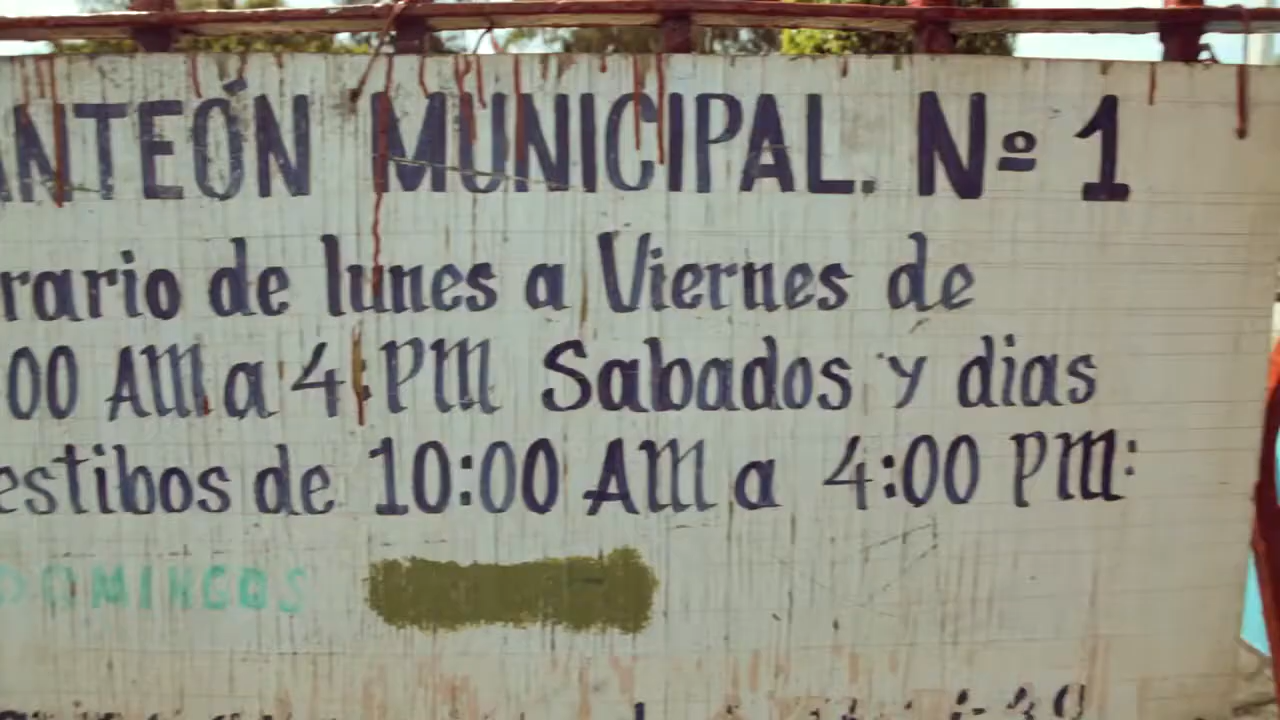 ANTEÓN MUNICIPAL. Nº 1
rario de lunes a Viernes de
00 AM a 4 PM Sabados y dias
estibos de 10:00 AM a 4:00 PM:
DOMINGOS